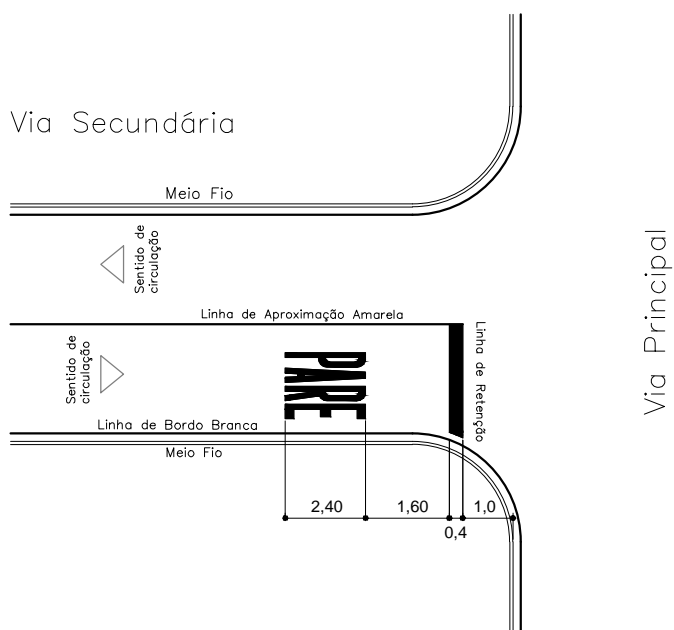 Via Secundária
Meio Fio
Sentido de
circulação
Linha de Aproximação Amarela
Sentido de
circulação
PARE
Linha de Retenção
Via Principal
Linha de Bordo Branca
Meio Fio
2,40
1,60
0,4
1,0